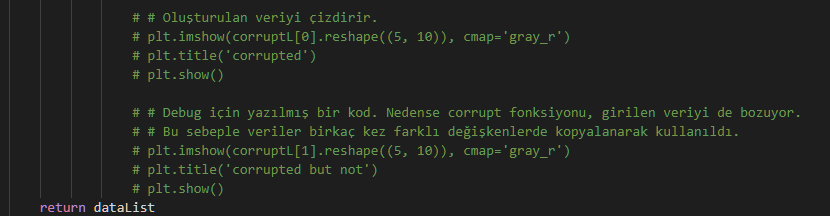 # # Oluşturulan veriyi çizdirir.
# plt.imshow(corruptL[0].reshape((5, 10)), cmap='gray_r')
# plt.title('corrupted')
# plt.show()
# # Debug için yazılmış bir kod. Nedense corrupt fonksiyonu, girilen veriyi de bozuyor.
# # Bu sebeple veriler birkaç kez farklı değişkenlerde kopyalanarak kullanıldı.
# plt.imshow(corruptL[1].reshape((5, 10)), cmap='gray_r')
# plt.title('corrupted but not')
# plt.show()
return dataList